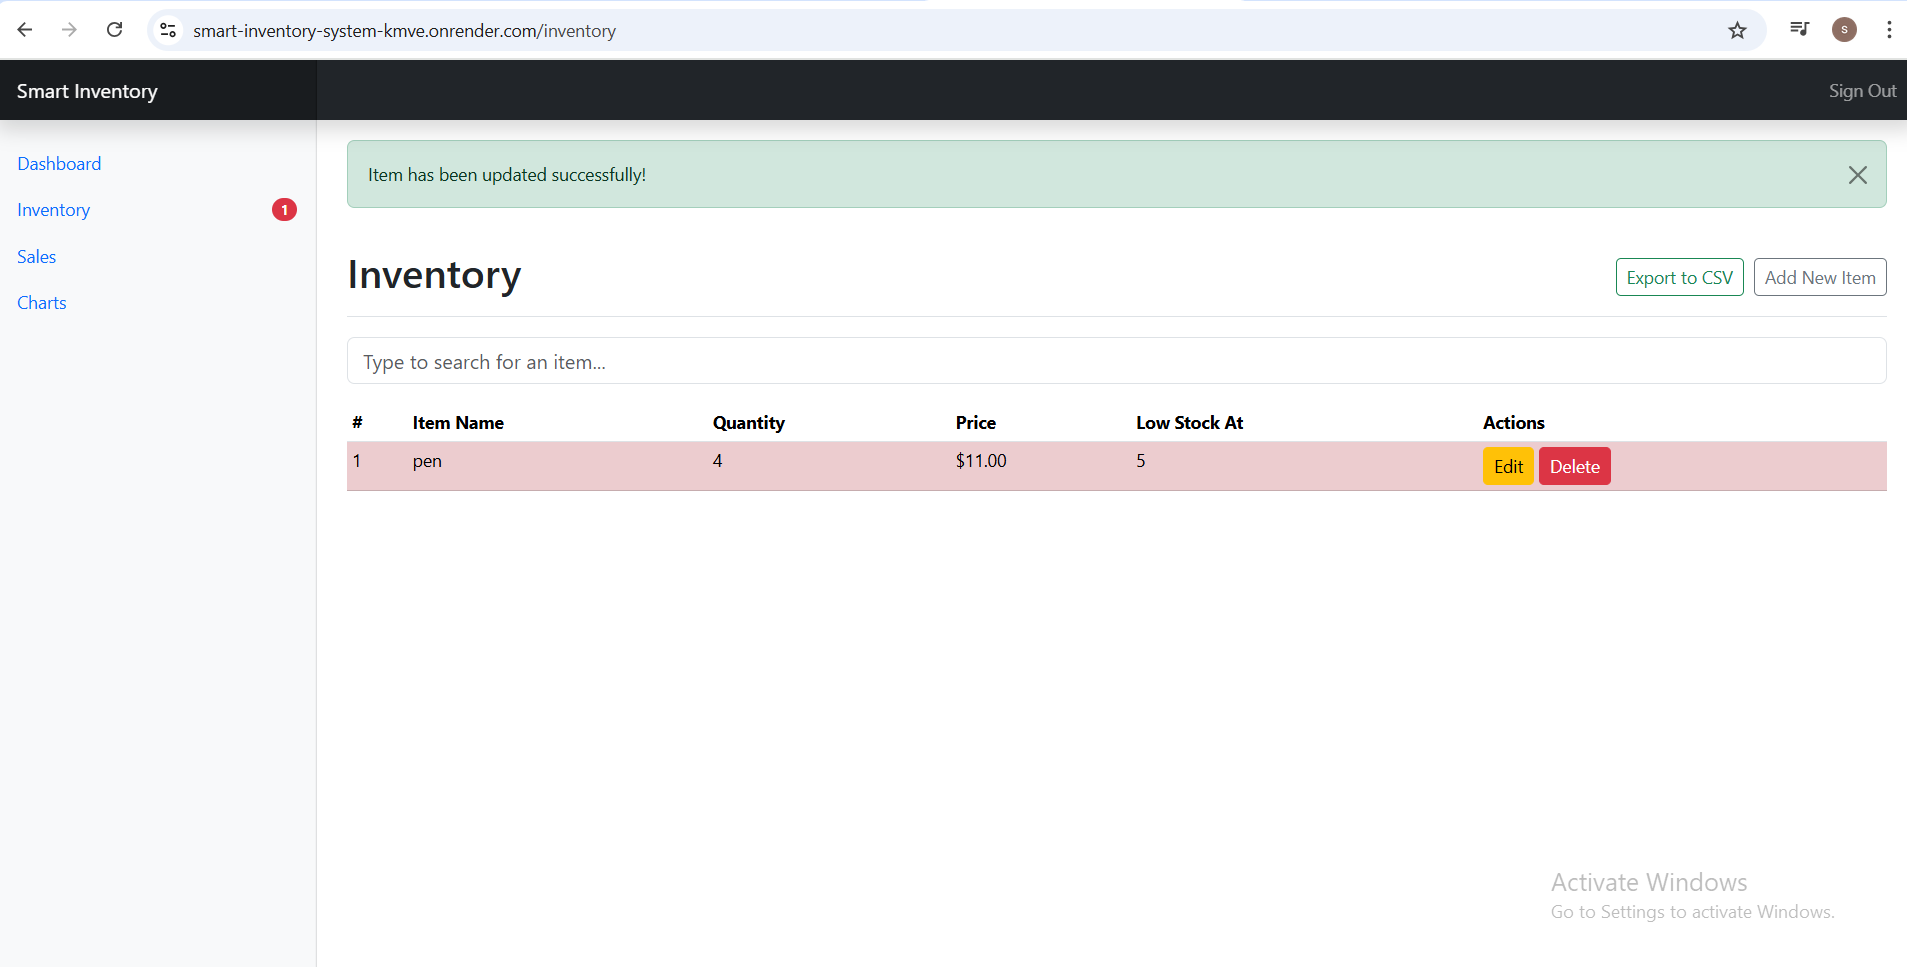 smart-inventory-system-kmve.onrender.com/inventory
S
Smart Inventory
Sign Out
Dashboard
Inventory 1
Sales
Charts
Item has been updated successfully!
Inventory
Export to CSV Add New Item
Type to search for an item...
# Item Name Quantity Price Low Stock At Actions
1 pen 4 $11.00 5 Edit Delete
Activate Windows
Go to Settings to activate Windows.